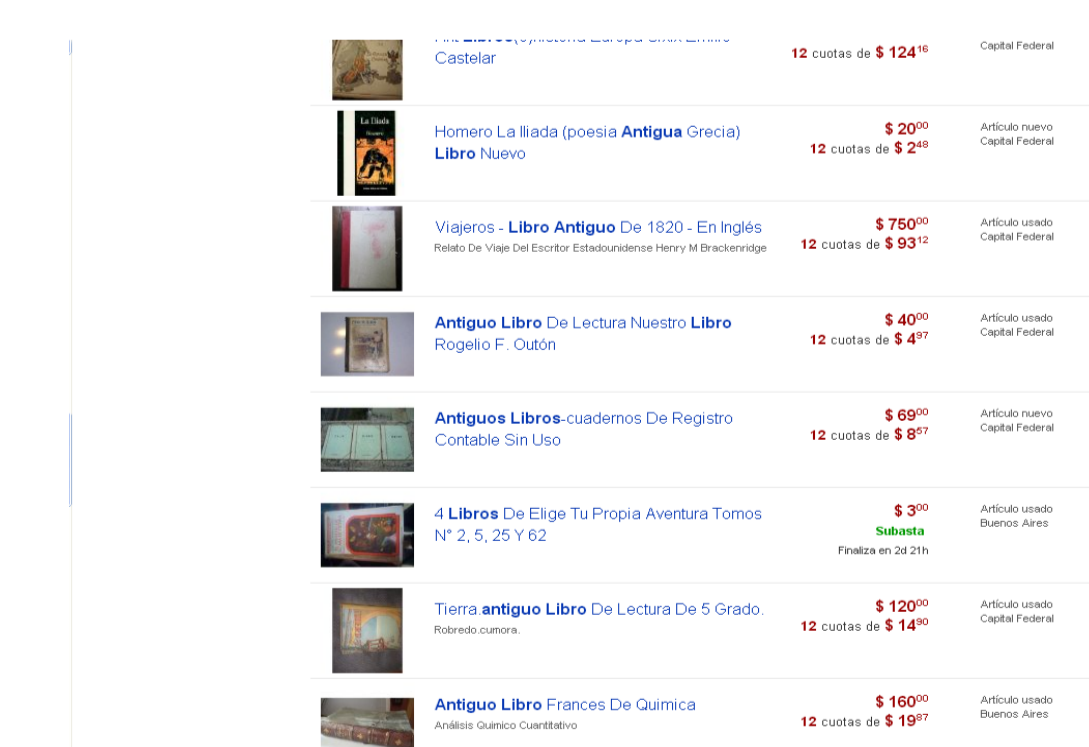 Castelar
12 cuotas de $ 12416
Capital Federal
La Iliada
Homero La Iliada (poesia Antigua Grecia)
Libro Nuevo
$ 2000
12 cuotas de $ 248
Artículo nuevo
Capital Federal
Viajeros - Libro Antiguo De 1820 - En Inglés
Relato De Viaje Del Escritor Estadounidense Henry M Brackenridge
$ 75000
12 cuotas de $ 9312
Artículo usado
Capital Federal
Antiguo Libro De Lectura Nuestro Libro
Rogelio F. Outón
$ 4000
12 cuotas de $ 497
Artículo usado
Capital Federal
Antiguos Libros-cuadernos De Registro
Contable Sin Uso
$ 6900
12 cuotas de $ 857
Artículo nuevo
Capital Federal
4 Libros De Elige Tu Propia Aventura Tomos
N° 2, 5, 25 Y 62
$ 300
Subasta
Finaliza en 2d 21h
Artículo usado
Buenos Aires
Tierra.antiguo Libro De Lectura De 5 Grado.
Robredo.cumora.
$ 12000
12 cuotas de $ 1490
Artículo usado
Capital Federal
Antiguo Libro Frances De Quimica
Análisis Quimico Cuantitativo
$ 16000
12 cuotas de $ 1987
Artículo usado
Buenos Aires